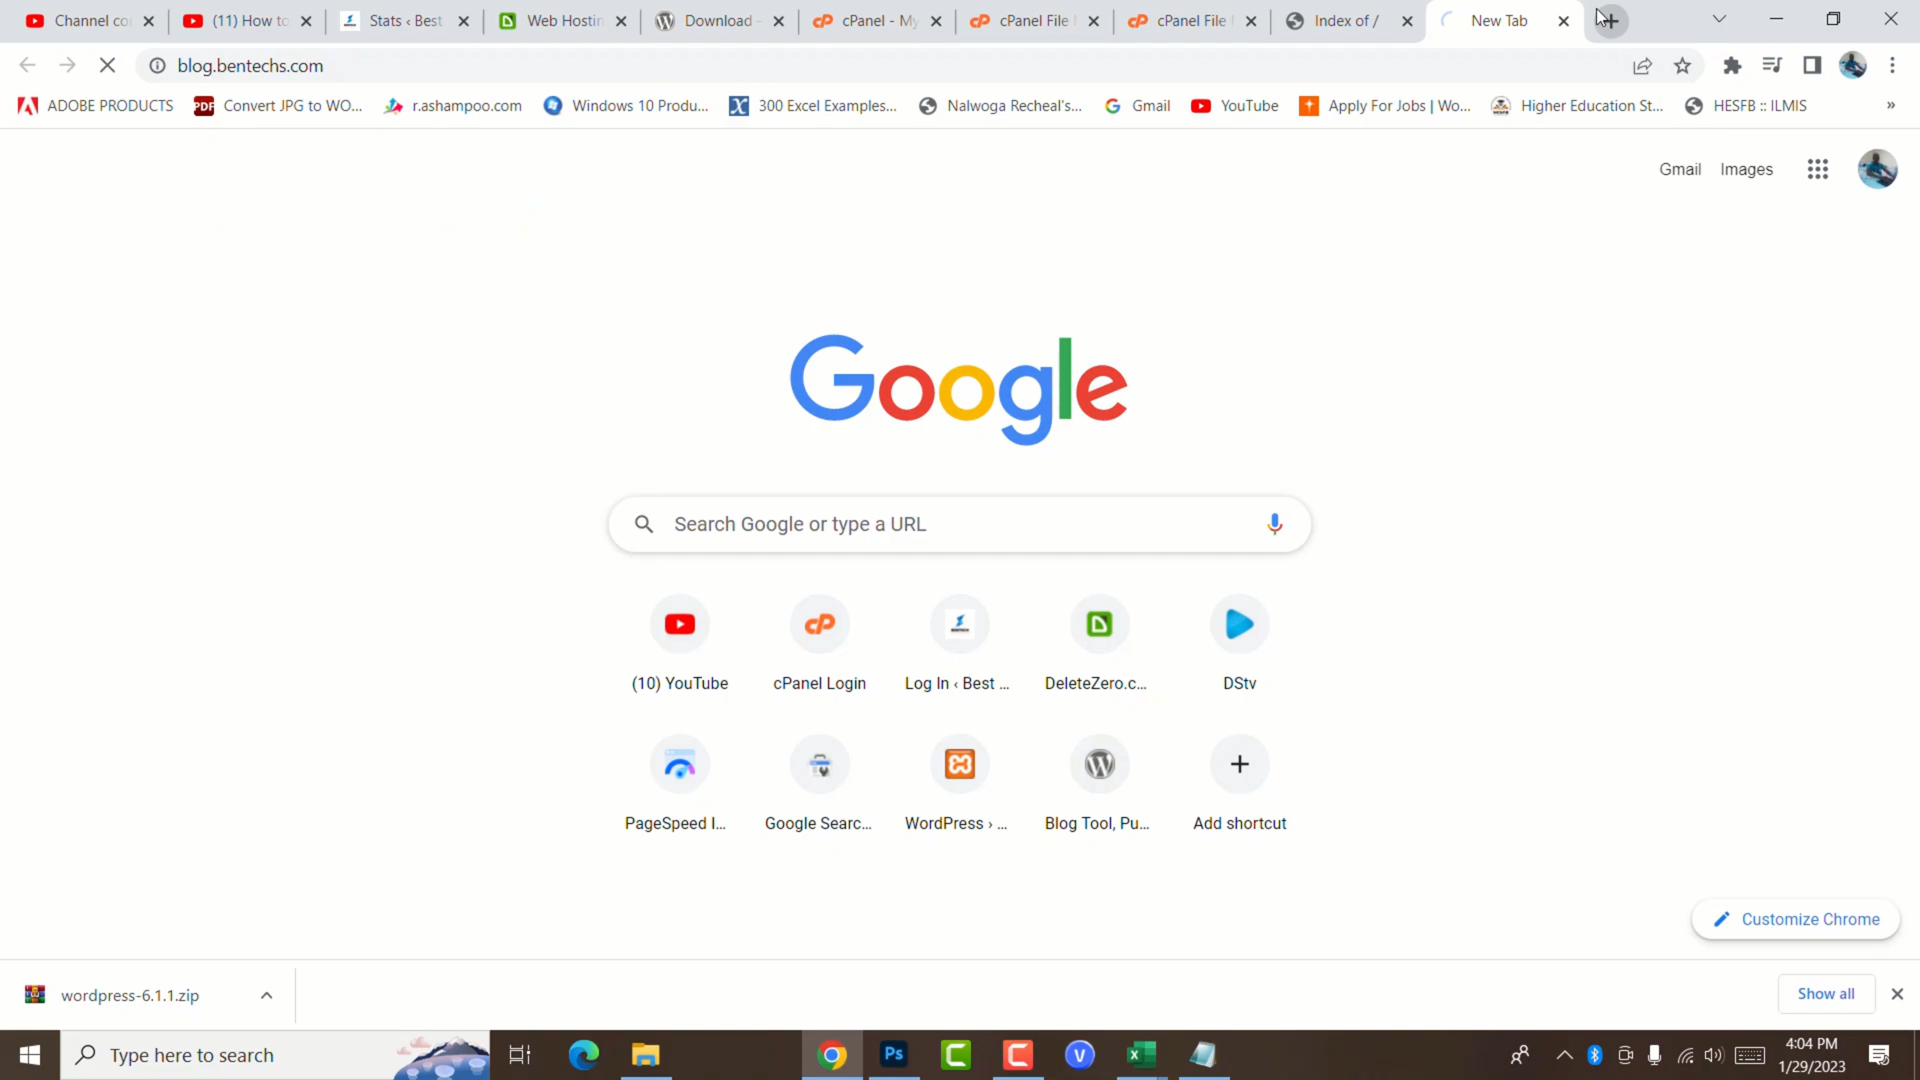 Channel co
(11) How to
Stats ‹ Best
Web Hostin
Download -
cPanel - My
cPanel File
cPanel File
Index of /
New Tab
blog.bentechs.com
ADOBE PRODUCTS
Convert JPG to WO...
r.ashampoo.com
Windows 10 Produ...
300 Excel Examples...
Nalwoga Recheal's...
Gmail
YouTube
Apply For Jobs | Wo...
Higher Education St...
HESFB :: ILMIS
»
Gmail
Images
Google
Search Google or type a URL
(10) YouTube
cPanel Login
Log In ‹ Best ...
DeleteZero.c...
DStv
PageSpeed I...
Google Searc...
WordPress › ...
Blog Tool, Pu...
Add shortcut
Customize Chrome
wordpress-6.1.1.zip
Show all
Type here to search
4:04 PM
1/29/2023